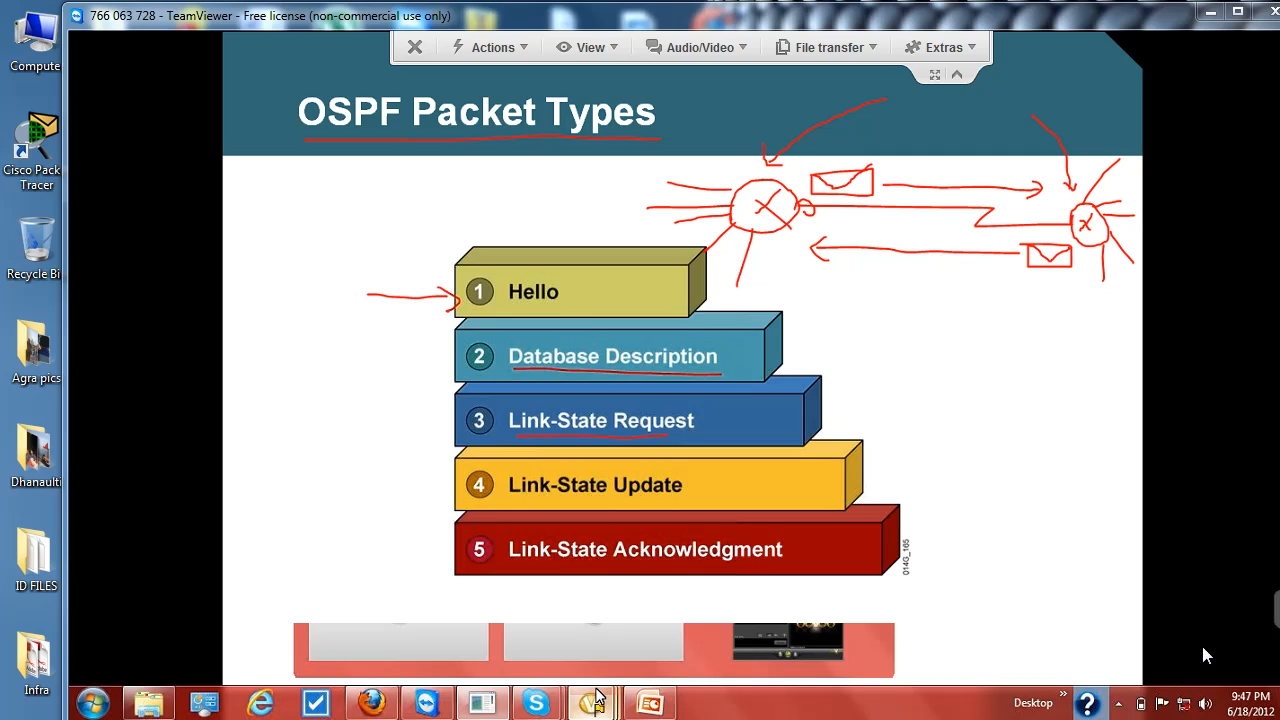 766 063 728 - TeamViewer - Free license (non-commercial use only)
Actions
View
Audio/Video
File transfer
Extras
Compute
Cisco Pack
Tracer
Recycle Bi
Agra pics
Dhanaulti
ID FILES
Infra
OSPF Packet Types
1 Hello
2 Database Description
3 Link-State Request
4 Link-State Update
5 Link-State Acknowledgment
014G_165
Desktop
9:47 PM
6/18/2012